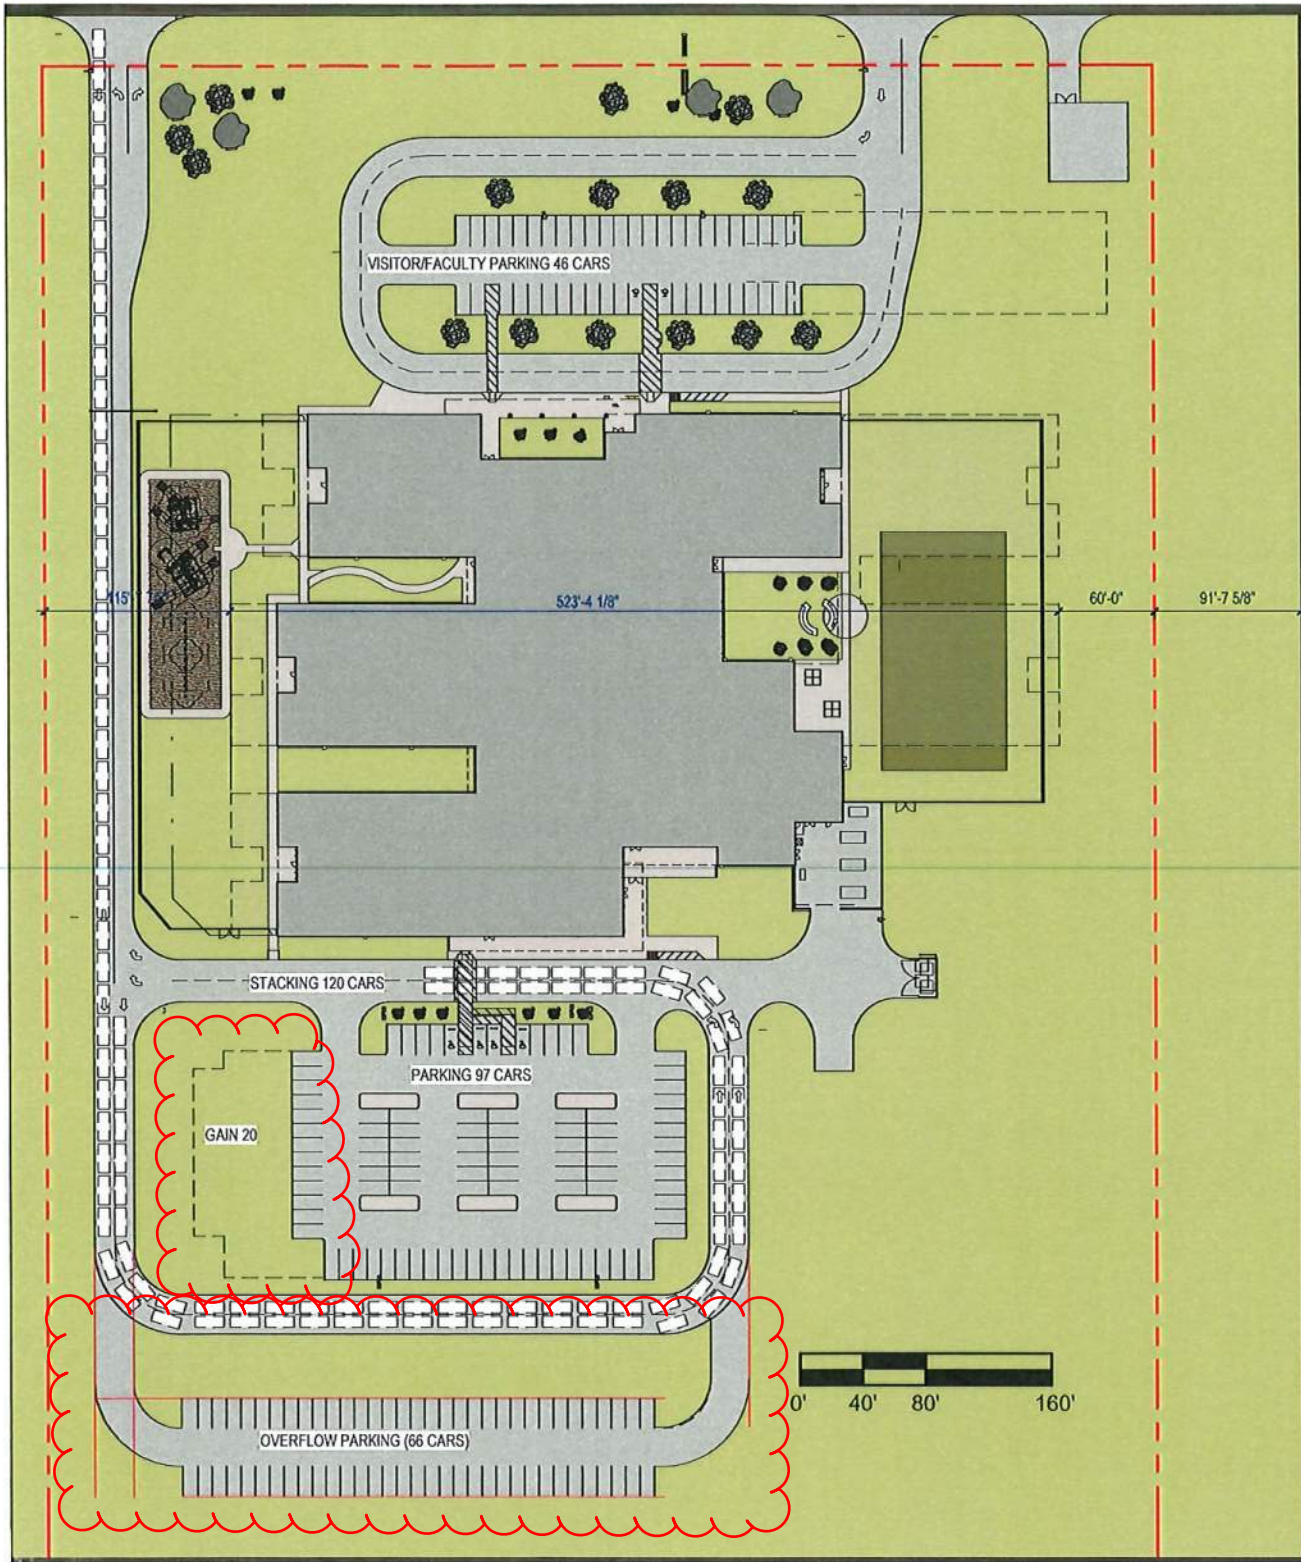 VISITOR/FACULTY PARKING 46 CARS
523'-4 1/8"
60'-0"
91'-7 5/8"
STACKING 120 CARS
PARKING 97 CARS
GAIN 20
0' 40' 80' 160'
OVERFLOW PARKING (66 CARS)